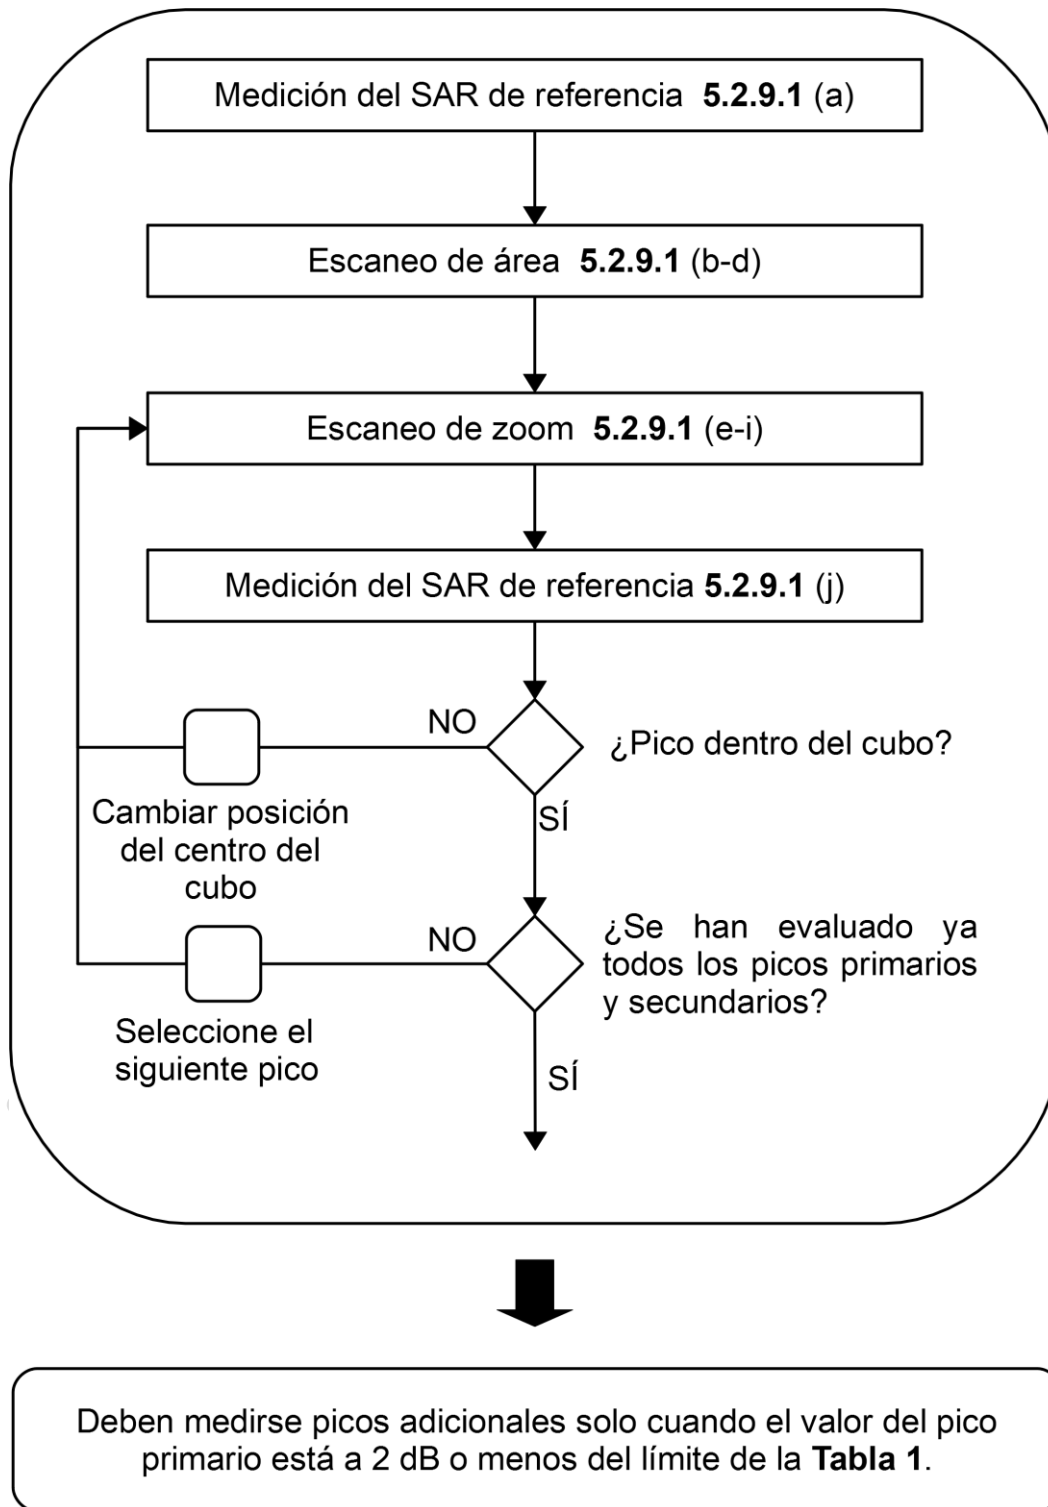 Medición del SAR de referencia 5.2.9.1 (a)
Escaneo de área 5.2.9.1 (b-d)
Escaneo de zoom 5.2.9.1 (e-i)
Medición del SAR de referencia 5.2.9.1 (j)
NO
¿Pico dentro del cubo?
Cambiar posición
del centro del
cubo
SÍ
NO
¿Se han evaluado ya
todos los picos primarios
y secundarios?
Seleccione el
siguiente pico
SÍ
Deben medirse picos adicionales solo cuando el valor del pico
primario está a 2 dB o menos del límite de la Tabla 1.